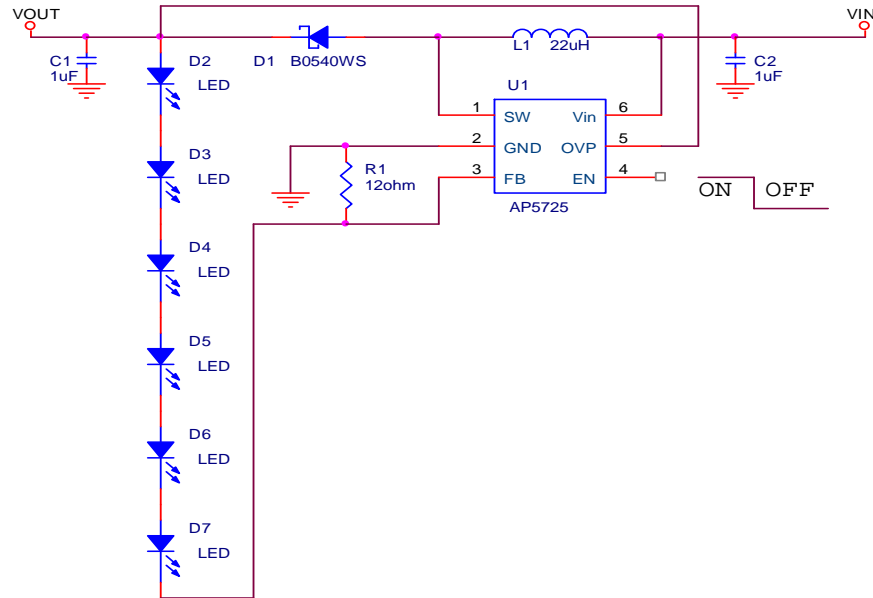 VOUT
VIN
C1
1uF
D2
LED
D1
B0540WS
L1
22uH
C2
1uF
U1
1
SW
Vin
6
2
GND
OVP
5
3
FB
EN
4
AP5725
R1
12ohm
ON
OFF
D3
LED
D4
LED
D5
LED
D6
LED
D7
LED